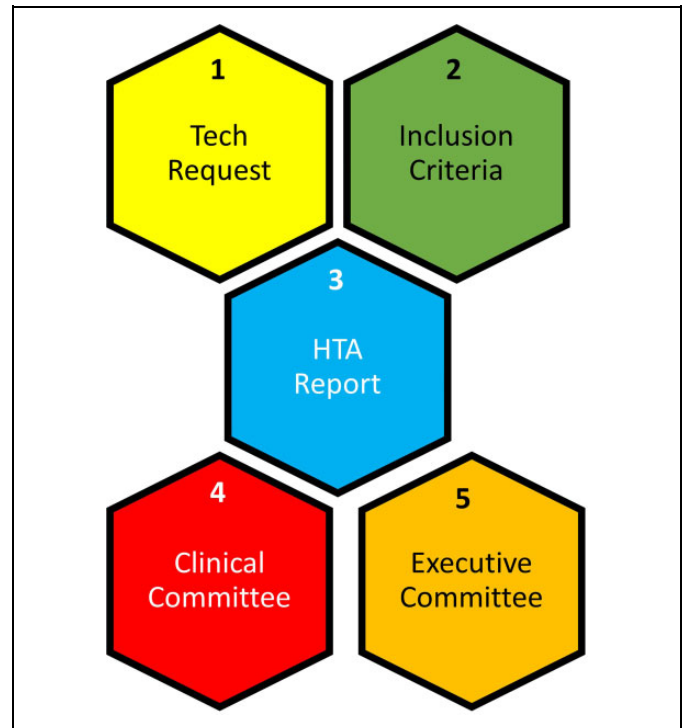 1
Tech
Request
2
Inclusion
Criteria
3
HTA
Report
4
Clinical
Committee
5
Executive
Committee